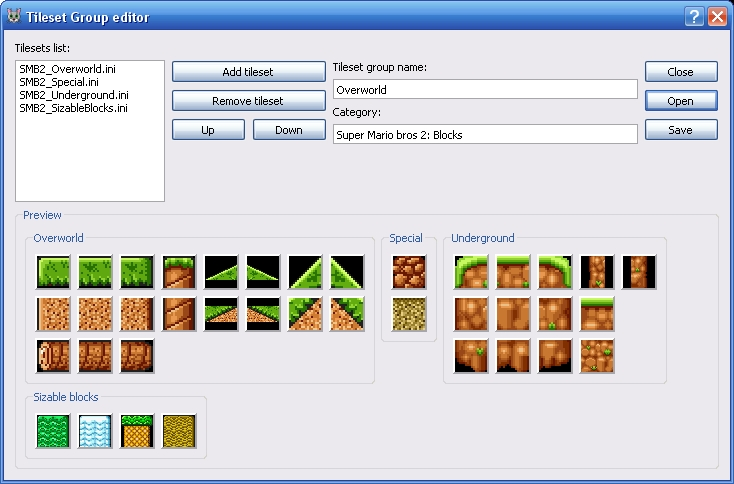 Tileset Group editor
Tilesets list:
SMB2_Overworld.ini
SMB2_Special.ini
SMB2_Underground.ini
SMB2_SizableBlocks.ini
Add tileset
Remove tileset
Up
Down
Tileset group name:
Overworld
Category:
Super Mario bros 2: Blocks
Close
Open
Save
Preview
Overworld
Special
Underground
Sizable blocks